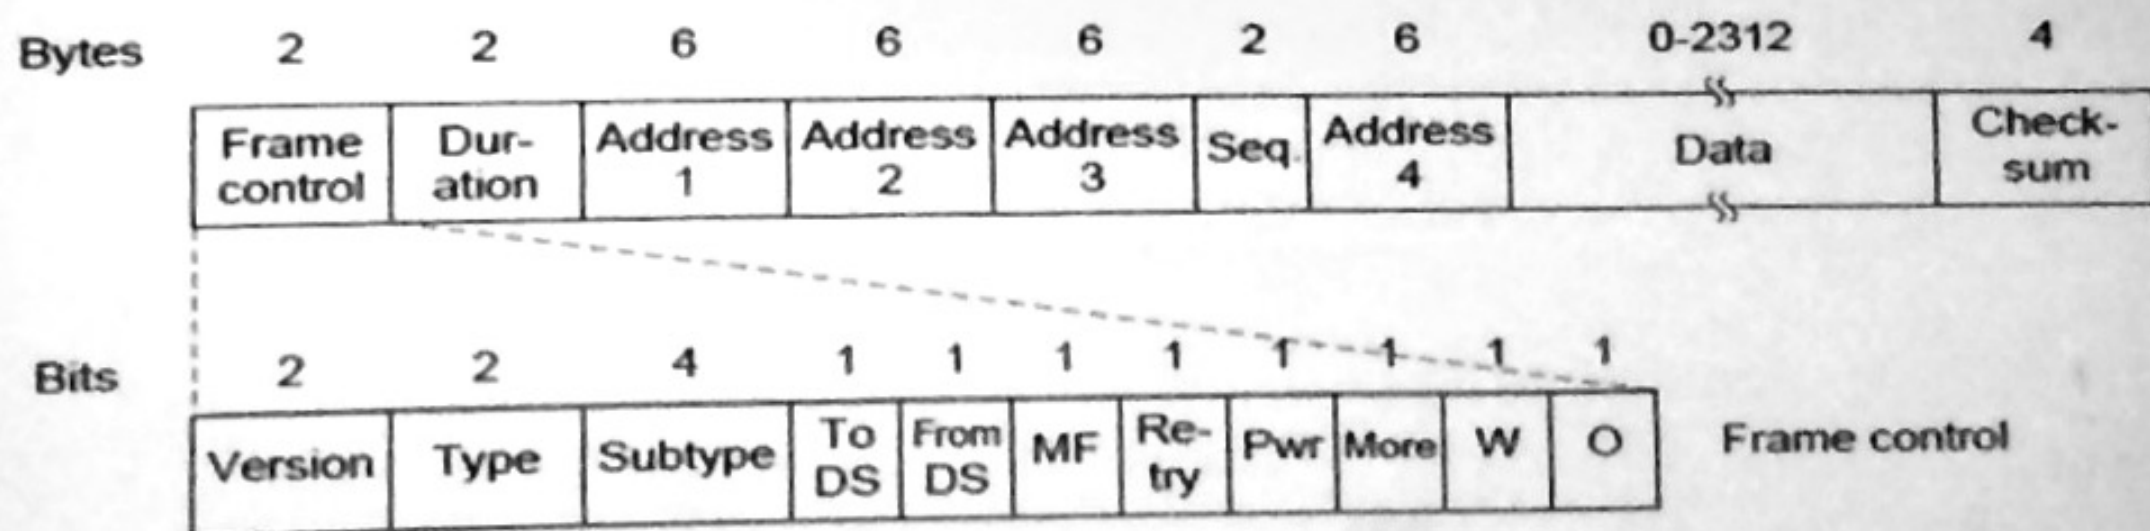 Bytes 2 2 6 6 6 2 6 0-2312 4
Frame control Dur-ation Address 1 Address 2 Address 3 Seq. Address 4 Data Check-sum
Bits 2 2 4 1 1 1 1 1 1 1 1
Version Type Subtype To DS From DS MF Re-try Pwr More W O Frame control